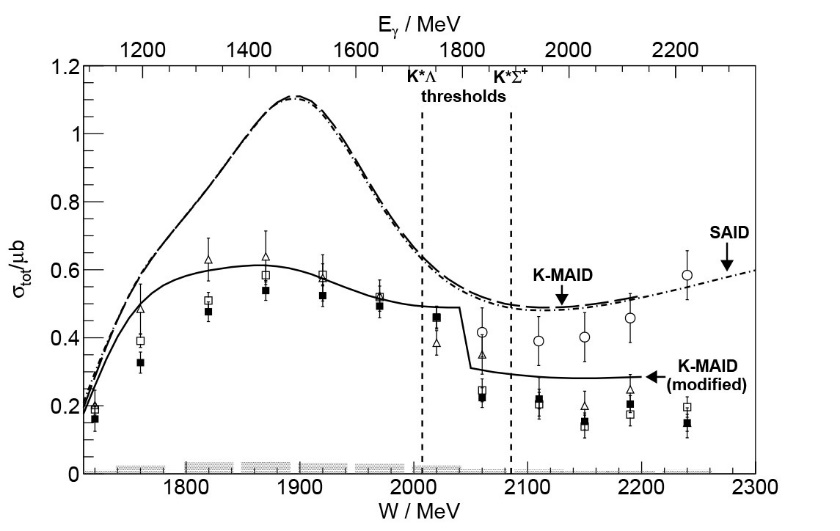 Eγ / MeV
1200 1400 1600 1800 2000 2200
K*Λ K*Σ+
thresholds
1.2
1
0.8
0.6
0.4
0.2
0
σtot/μb
SAID
K-MAID
K-MAID
(modified)
1800 1900 2000 2100 2200 2300
W / MeV